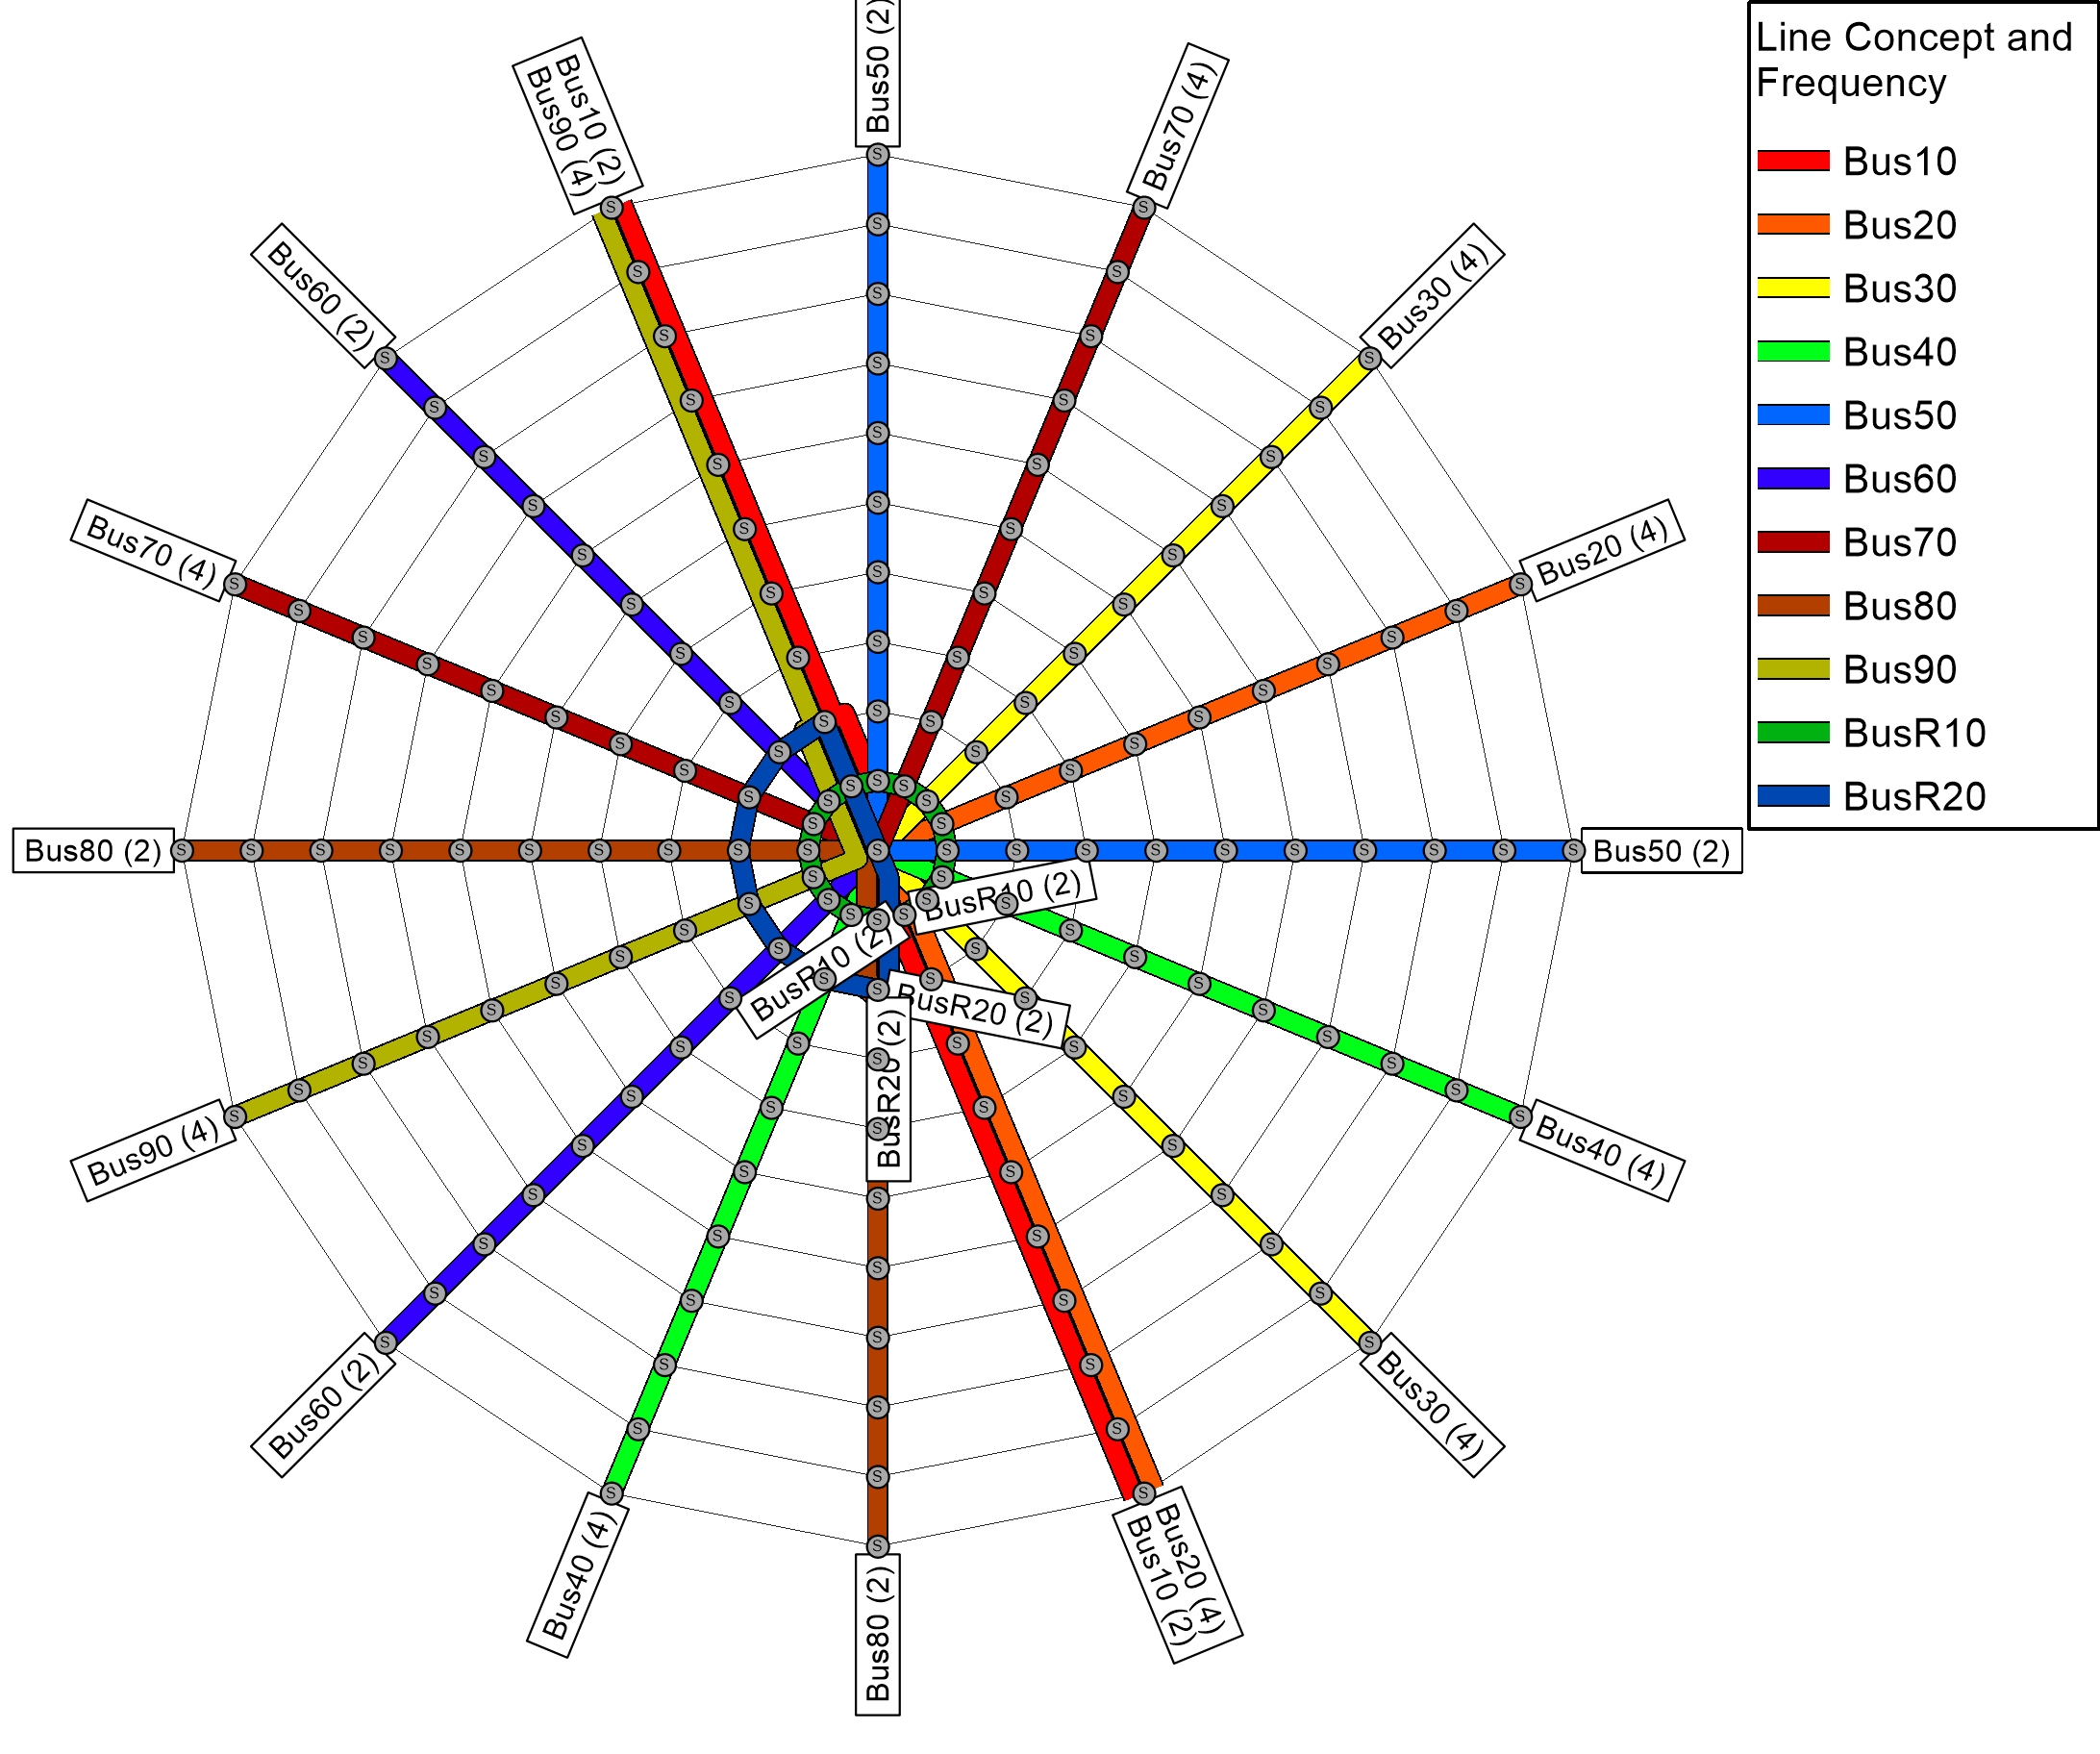 Line Concept and
Frequency
Bus10
Bus20
Bus30
Bus40
Bus50
Bus60
Bus70
Bus80
Bus90
BusR10
BusR20
Bus50 (2)
Bus10 (2)
Bus90 (4)
Bus70 (4)
Bus60 (2)
Bus30 (4)
Bus70 (4)
Bus20 (4)
Bus80 (2)
Bus50 (2)
BusR10 (2)
BusR10 (2)
BusR20 (2)
BusR20 (2)
Bus90 (4)
Bus40 (4)
Bus60 (2)
Bus30 (4)
Bus40 (4)
Bus80 (2)
Bus20 (4)
Bus10 (2)